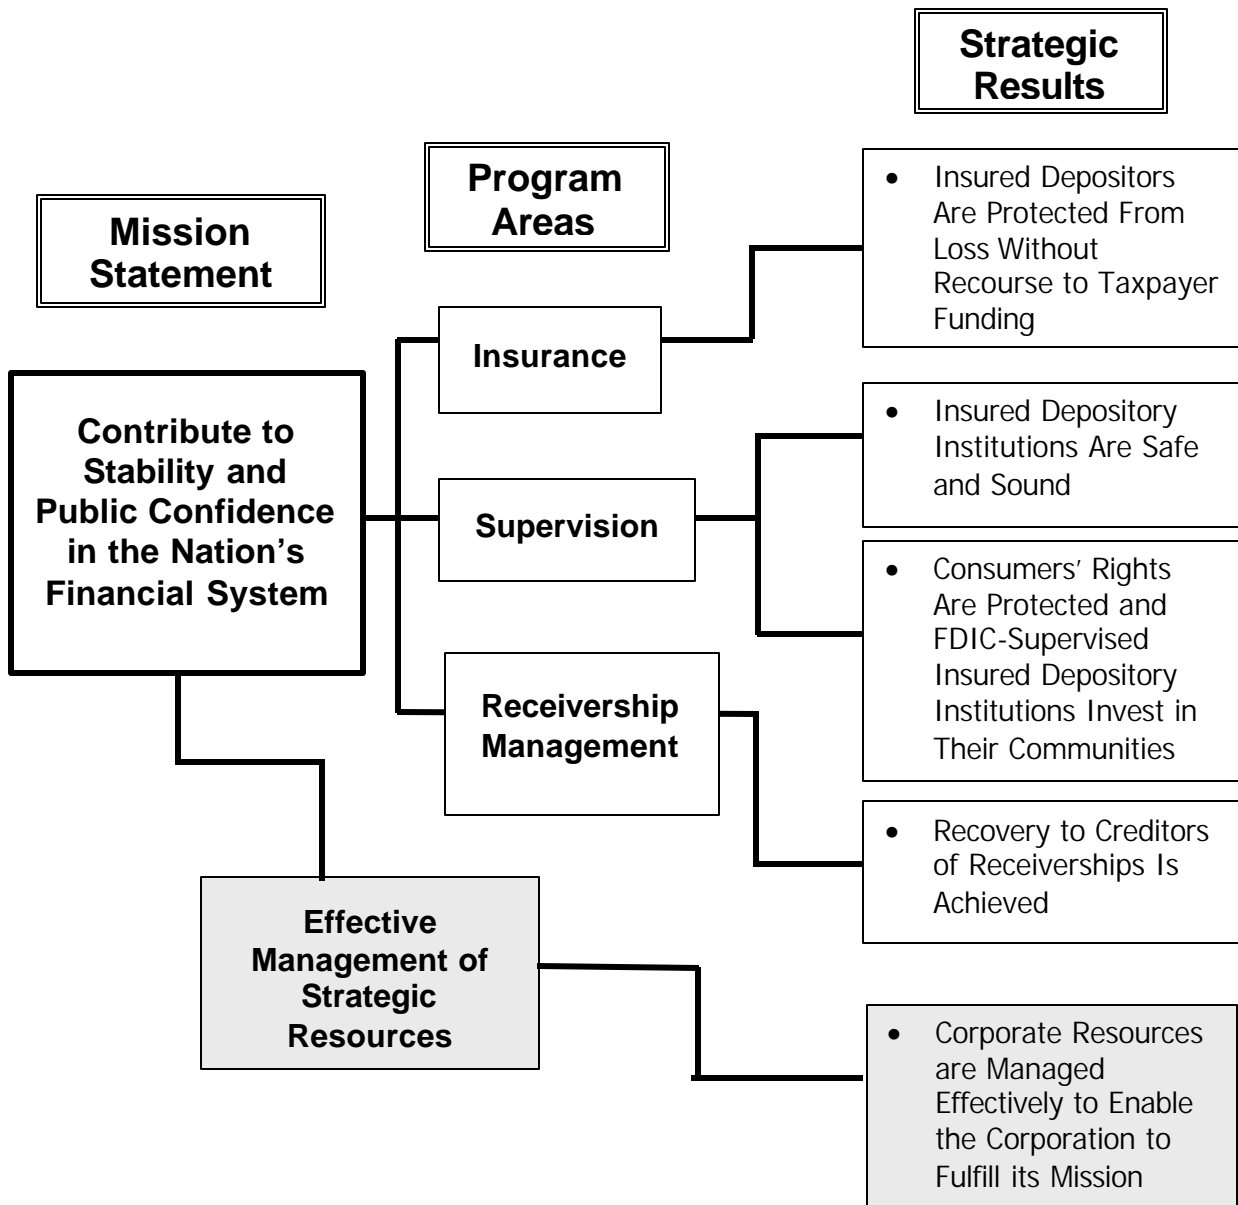 Strategic
Results
Program
Areas
Mission
Statement
• Insured Depositors
Are Protected From
Loss Without
Recourse to Taxpayer
Funding
Insurance
Contribute to
Stability and
Public Confidence
in the Nation’s
Financial System
• Insured Depository
Institutions Are Safe
and Sound
Supervision
• Consumers’ Rights
Are Protected and
FDIC-Supervised
Insured Depository
Institutions Invest in
Their Communities
Receivership
Management
• Recovery to Creditors
of Receiverships Is
Achieved
Effective
Management of
Strategic
Resources
• Corporate Resources
are Managed
Effectively to Enable
the Corporation to
Fulfill its Mission